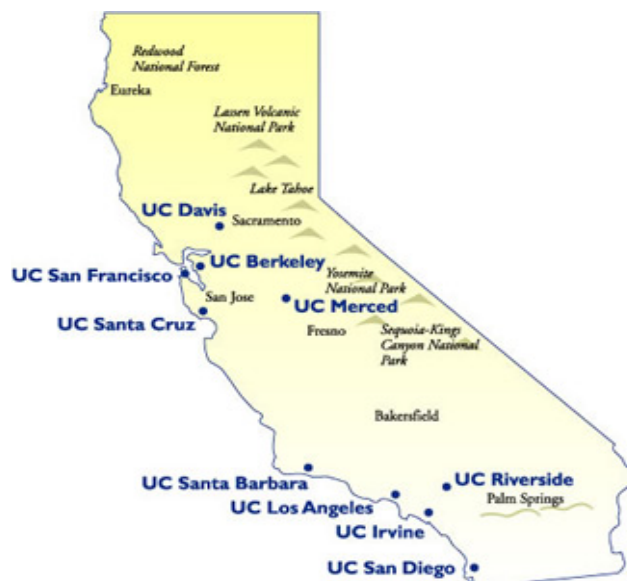 Redwood
National Forest
Eureka
Lassen Volcanic
National Park
Lake Tahoe
UC Davis
Sacramento
UC Berkeley
UC San Francisco
Yosemite
National Park
San Jose
UC Merced
UC Santa Cruz
Fresno
Sequoia-Kings
Canyon National
Park
Bakersfield
UC Santa Barbara
UC Riverside
Palm Springs
UC Los Angeles
UC Irvine
UC San Diego